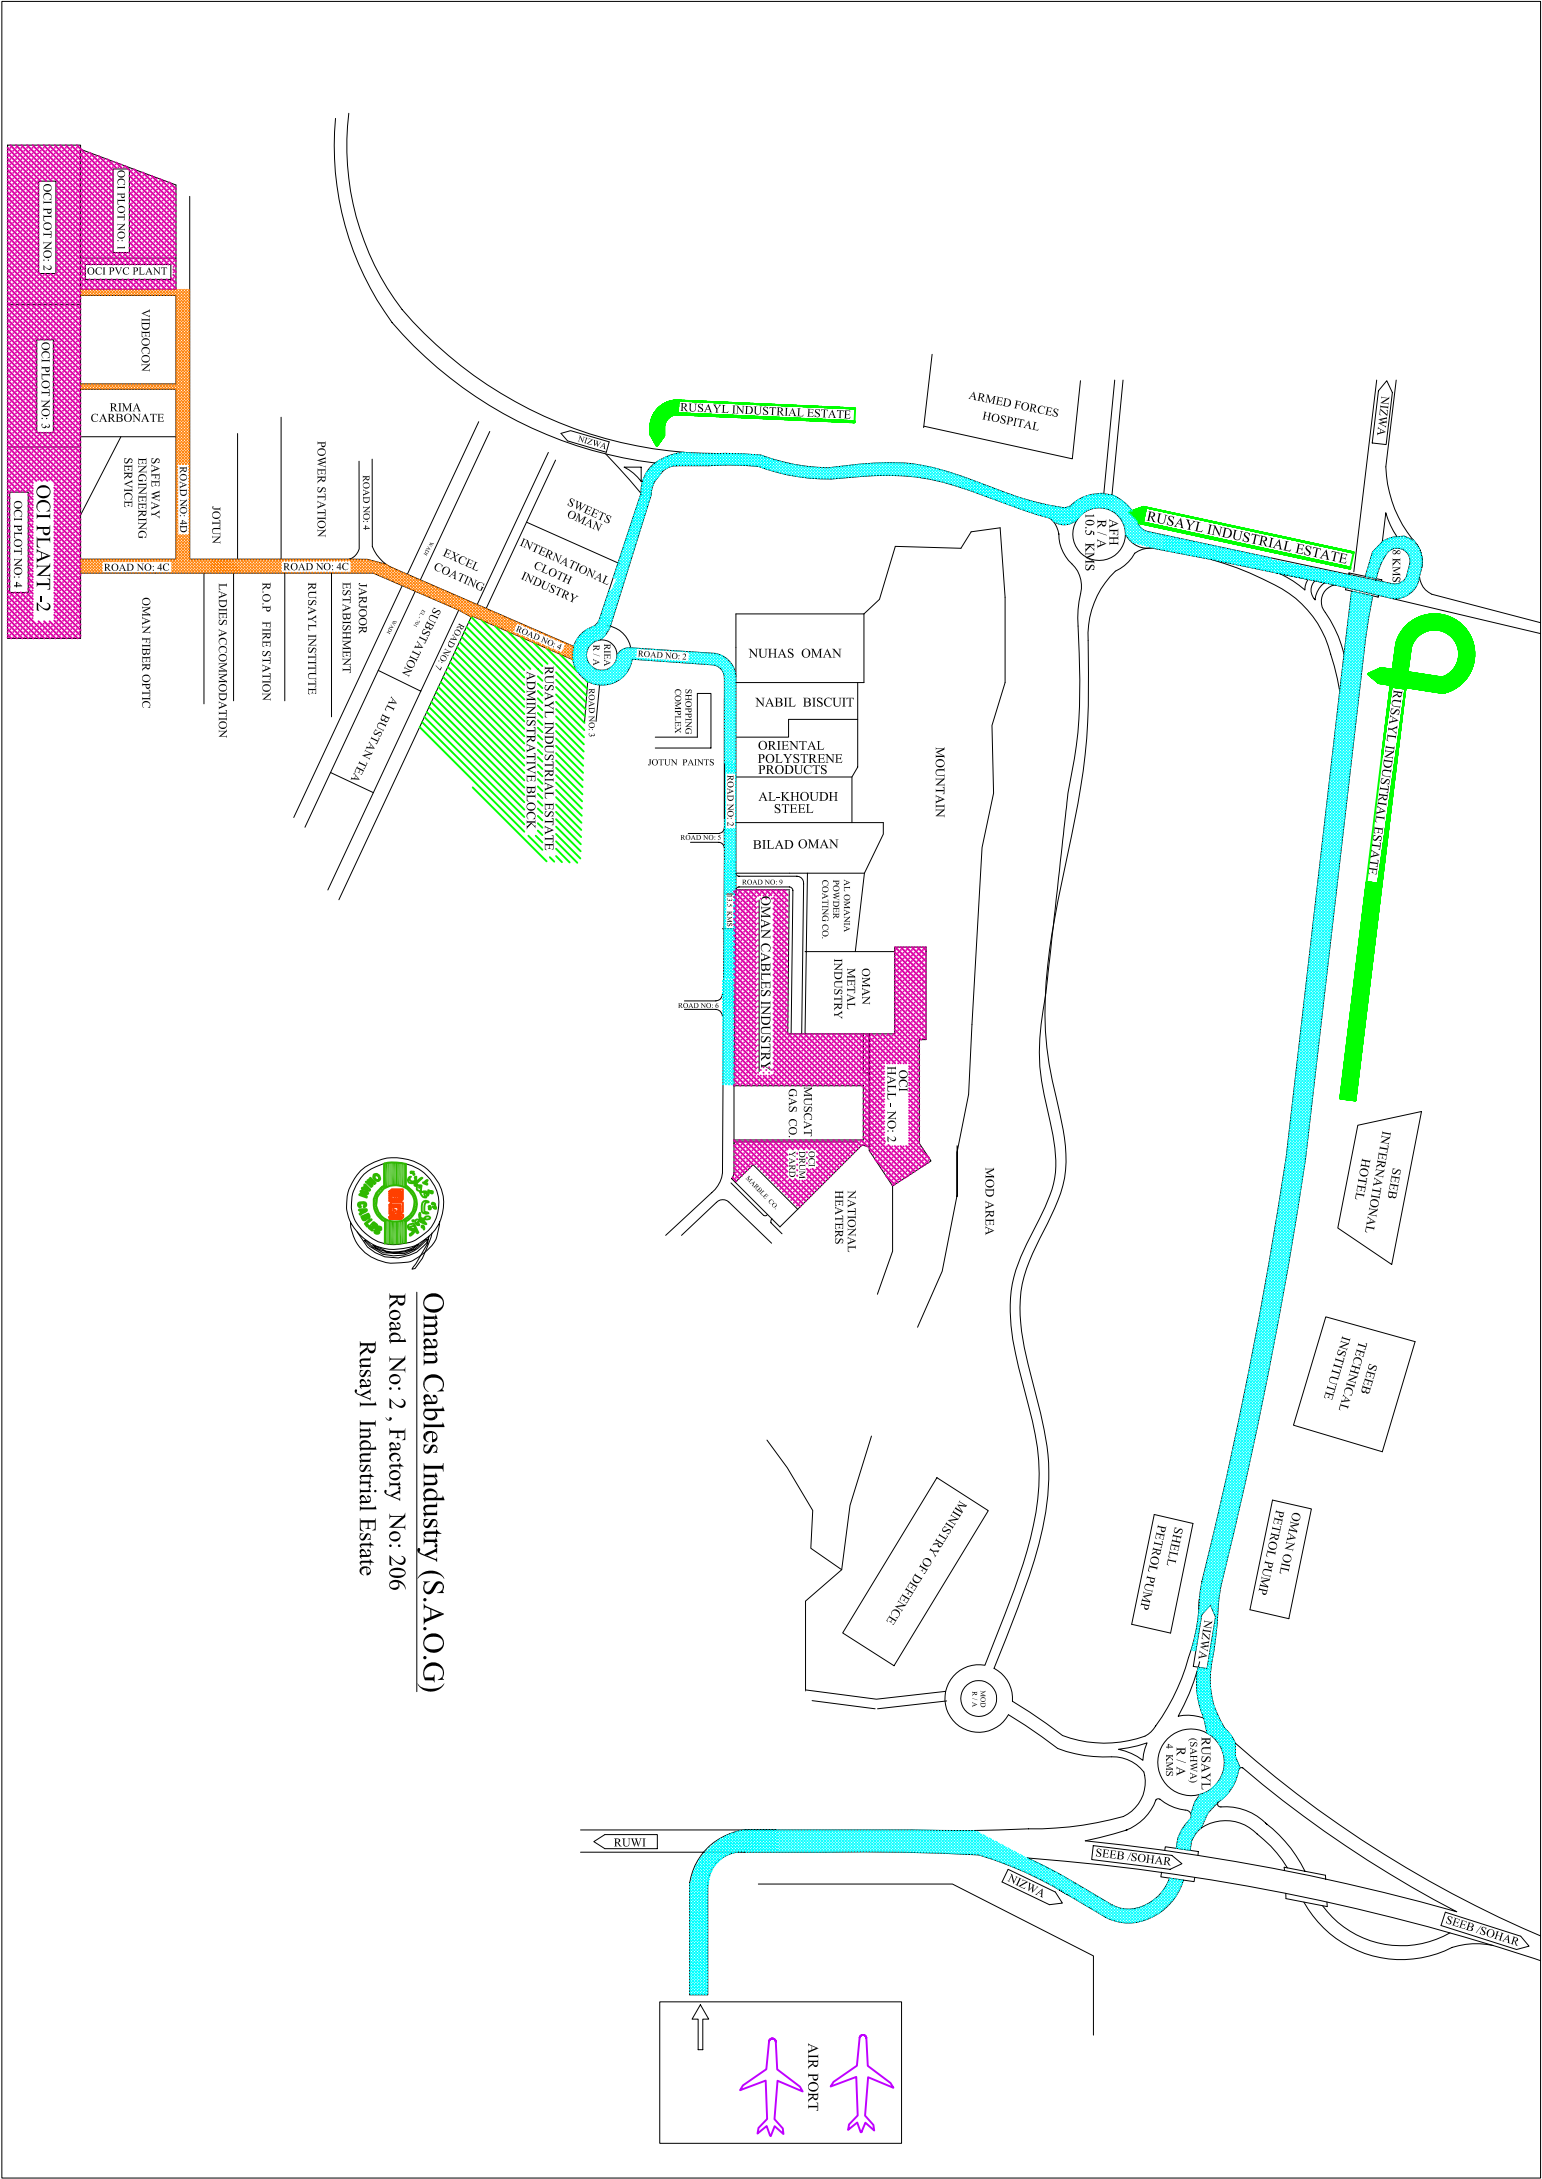 OCI PLOT NO: 1
OCI PLOT NO: 2
OCI PVC PLANT
VIDEOCON
OCI PLOT NO: 3
RIMA
CARBONATE
SAFE WAY
ENGINEERING
SERVICE
ROAD NO: 4D
OCI PLANT -2
OCI PLOT NO: 4
ROAD NO: 4C
ROAD NO: 4C
JOTUN
POWER STATION
ROAD NO: 4
OMAN FIBER OPTIC
LADIES ACCOMMODATION
R.O.P FIRE STATION
RUSAYL INSTITUTE
JARJOOR
ESTABLISHMENT
WADI
EXCEL
COATING
SWEETS
OMAN
INTERNATIONAL
CLOTH
INDUSTRY
WADI
SUBSTATION
ROAD NO: 7
AL BUSTAN TEA
ROAD NO: 4
RUSAYL INDUSTRIAL ESTATE
ADMINISTRATIVE BLOCK
RIEA
R / A
ROAD NO: 2
ROAD NO: 3
NIZWA
RUSAYL INDUSTRIAL ESTATE
ARMED FORCES
HOSPITAL
AFH
R / A
10.5 KMS
RUSAYL INDUSTRIAL ESTATE
NIZWA
8 KMS
RUSAYL INDUSTRIAL ESTATE
SHOPPING
COMPLEX
JOTUN PAINTS
ROAD NO: 2
ROAD NO: 5
NUHAS OMAN
NABIL BISCUIT
ORIENTAL
POLYSTRENE
PRODUCTS
AL-KHOUDH
STEEL
BILAD OMAN
ROAD NO: 9
AL OMANIA
POWDER
COATING CO.
13.5 KMS
OMAN CABLES INDUSTRY
OMAN
METAL
INDUSTRY
ROAD NO: 6
OCI
HALL - NO: 2
MUSCAT
GAS CO.
OCI
DRUM
YARD
MARBLE CO.
NATIONAL
HEATERS
MOUNTAIN
MOD AREA
SEEB
INTERNATIONAL
HOTEL
SEEB
TECHNICAL
INSTITUTE
OMAN OIL
PETROL PUMP
SHELL
PETROL PUMP
MINISTRY OF DEFENCE
NIZWA
MOD
R / A
RUSAYL
(SAHWA)
R / A
4 KMS
RUWI
SEEB /SOHAR
NIZWA
SEEB /SOHAR
AIR PORT
OMAN
CABLES
Oman Cables Industry (S.A.O.G)
Road No: 2 , Factory No: 206
Rusayl Industrial Estate